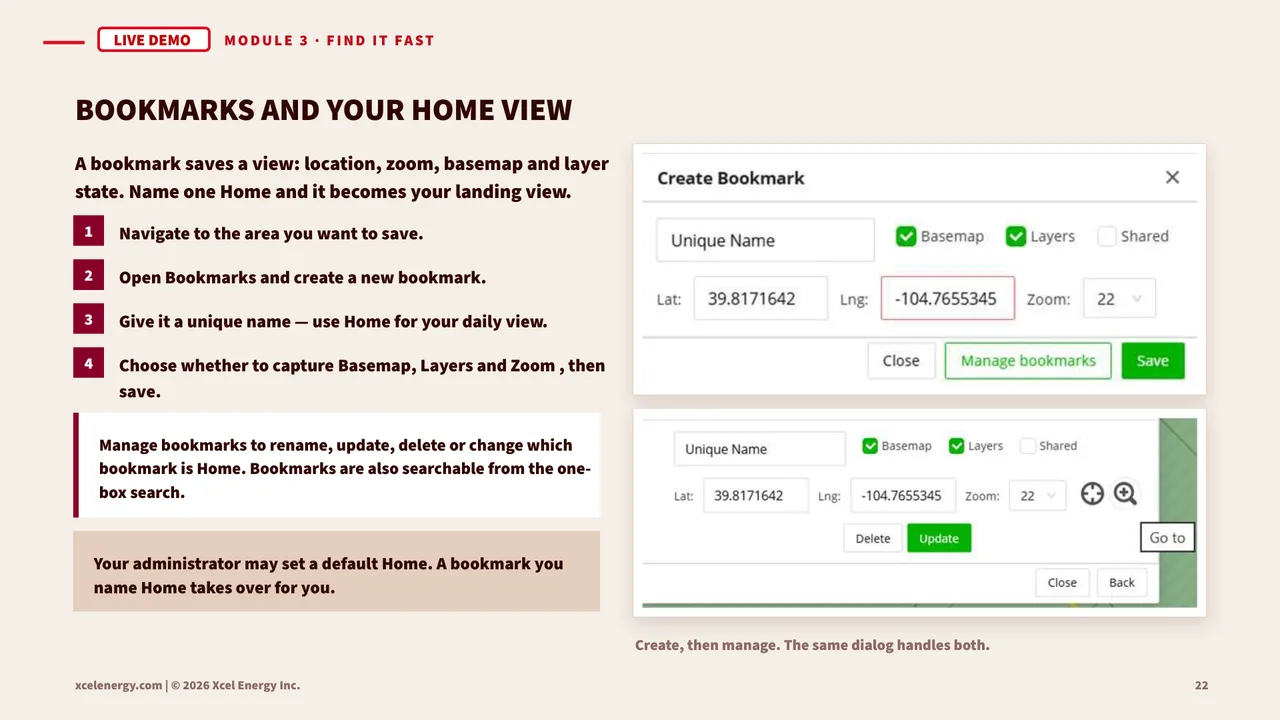 LIVE DEMO
MODULE 3 · FIND IT FAST
BOOKMARKS AND YOUR HOME VIEW
A bookmark saves a view: location, zoom, basemap and layer
state. Name one Home and it becomes your landing view.
1 Navigate to the area you want to save.
2 Open Bookmarks and create a new bookmark.
3 Give it a unique name — use Home for your daily view.
4 Choose whether to capture Basemap, Layers and Zoom , then
save.
Manage bookmarks to rename, update, delete or change which
bookmark is Home. Bookmarks are also searchable from the one-
box search.
Your administrator may set a default Home. A bookmark you
name Home takes over for you.
Create Bookmark
Unique Name Basemap Layers Shared
Lat: 39.8171642 Lng: -104.7655345 Zoom: 22
Close Manage bookmarks Save
Unique Name Basemap Layers Shared
Lat: 39.8171642 Lng: -104.7655345 Zoom: 22
Delete Update
Go to
Close Back
Create, then manage. The same dialog handles both.
xcelenergy.com | © 2026 Xcel Energy Inc.
22